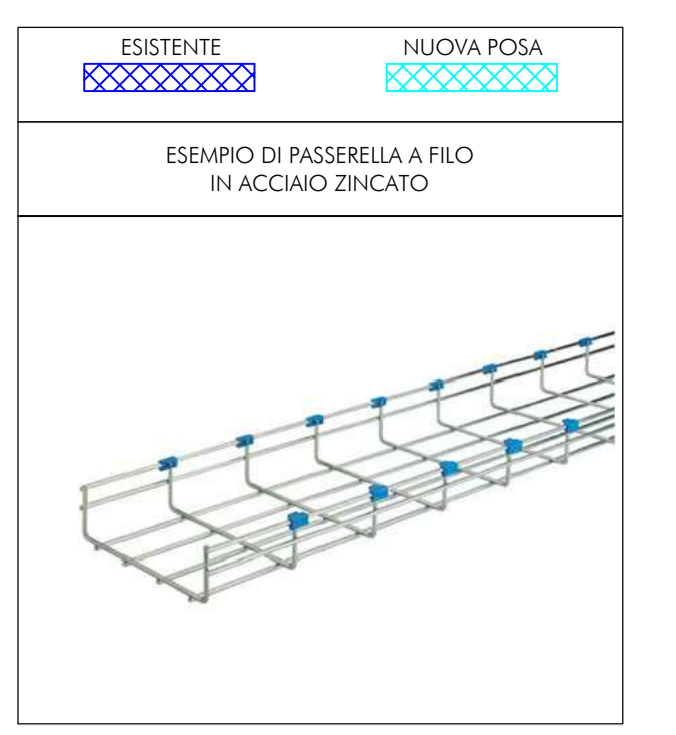 ESISTENTE
NUOVA POSA
ESEMPIO DI PASSERELLA A FILO
IN ACCIAIO ZINCATO